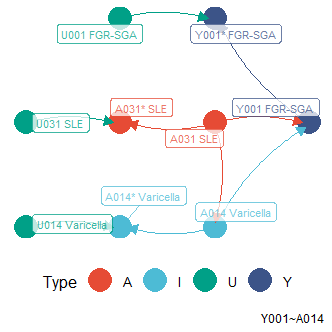 U001 FGR-SGA
Y001* FGR-SGA
A031* SLE
Y001 FGR-SGA
U031 SLE
A031 SLE
A014* Varicella
A014 Varicella
U014 Varicella
Type A I U Y
Y001~A014